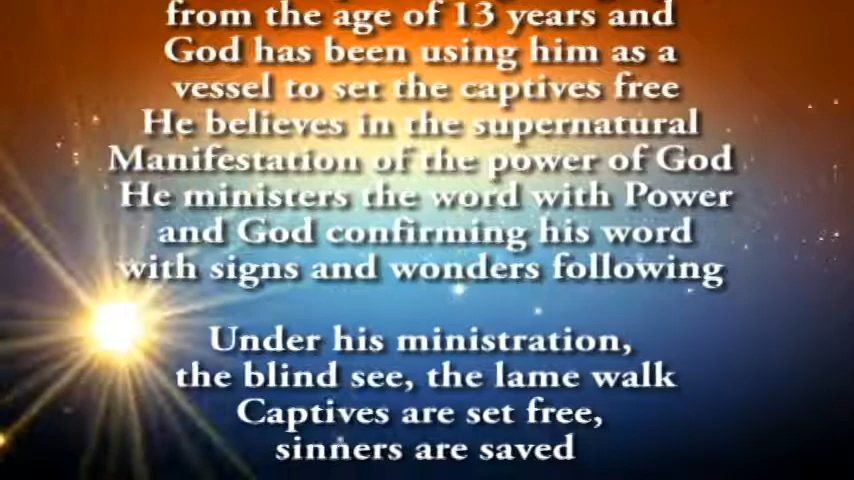 from the age of 13 years and
God has been using him as a
vessel to set the captives free
He believes in the supernatural
Manifestation of the power of God
He ministers the word with Power
and God confirming his word
with signs and wonders following
Under his ministration,
the blind see, the lame walk
Captives are set free,
sinners are saved